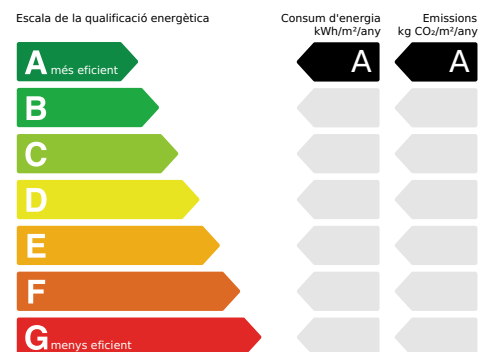 Escala de la qualificació energètica
Consum d'energia
kWh/m²/any
Emissions
kg CO₂/m²/any
A més eficient
A
A
B
C
D
E
F
G menys eficient